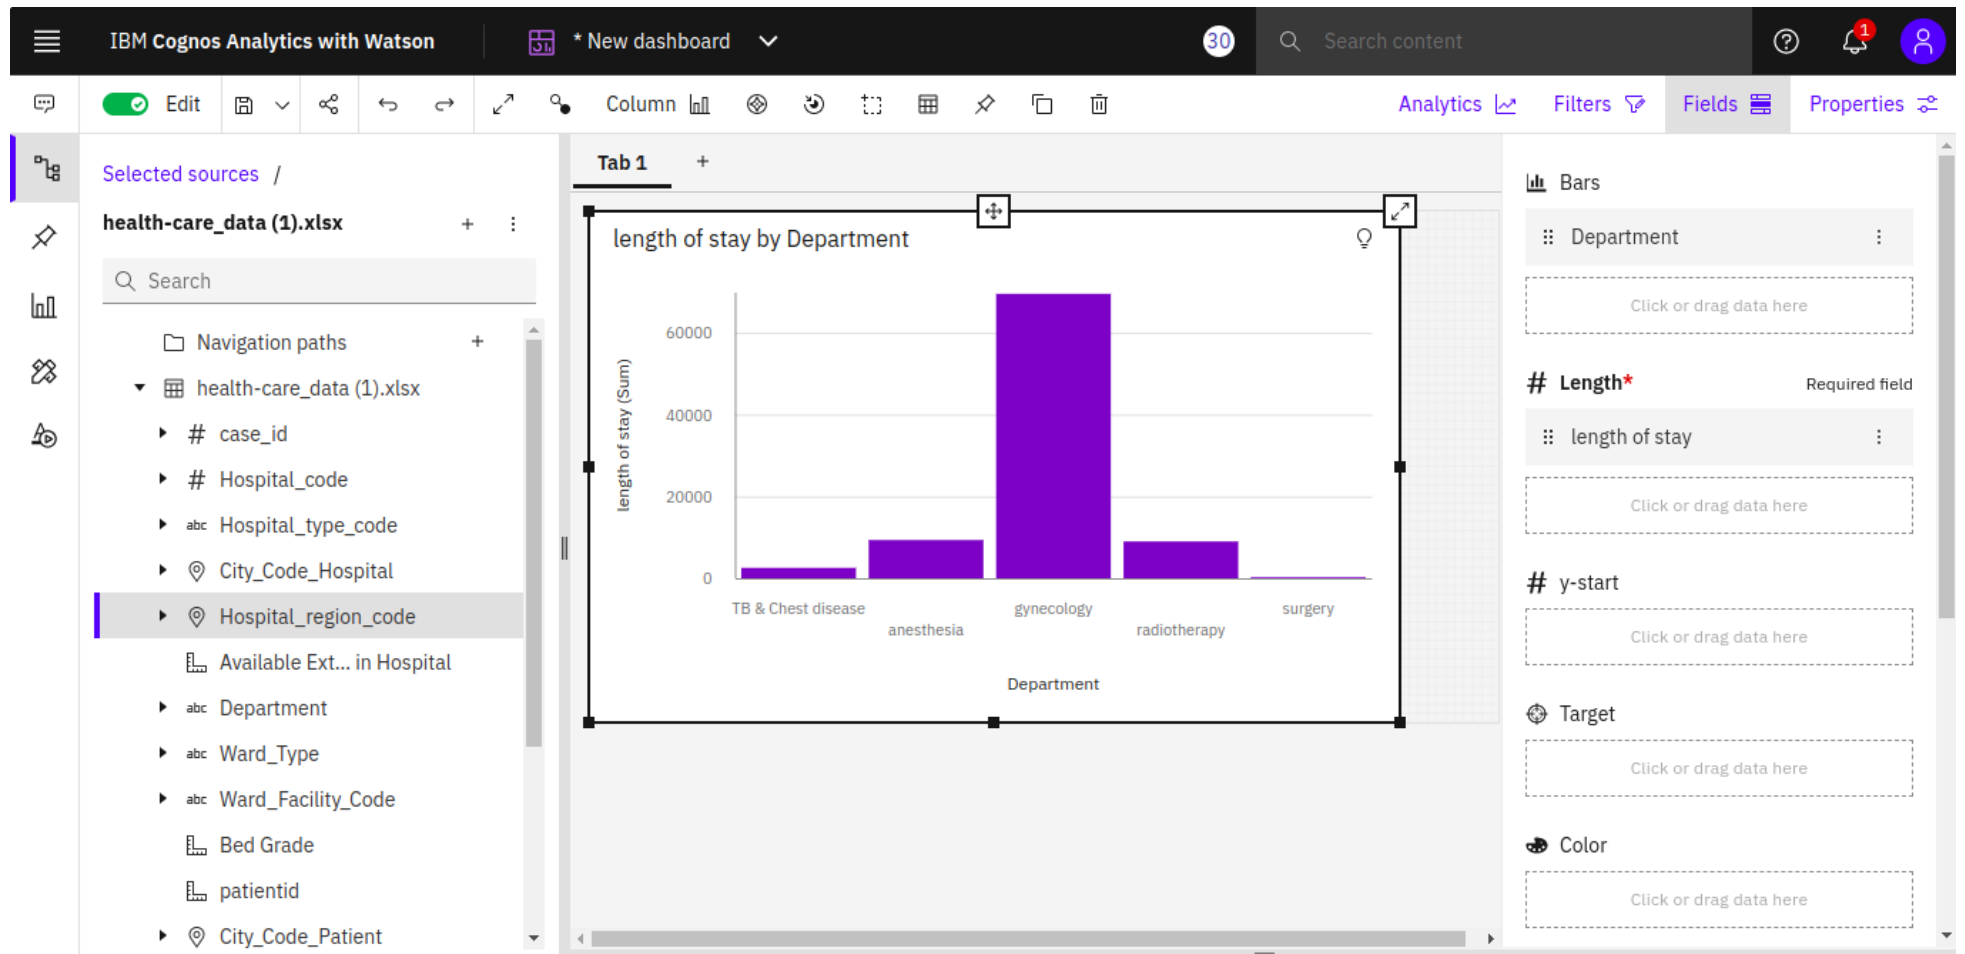 IBM Cognos Analytics with Watson
* New dashboard
30
Search content
1
Edit
Column
Analytics
Filters
Fields
Properties
Selected sources /
health-care_data (1).xlsx
Search
Navigation paths
health-care_data (1).xlsx
case_id
Hospital_code
abc Hospital_type_code
City_Code_Hospital
Hospital_region_code
Available Ext... in Hospital
abc Department
abc Ward_Type
abc Ward_Facility_Code
Bed Grade
patientid
City_Code_Patient
Tab 1
length of stay by Department
length of stay (Sum)
60000
40000
20000
0
TB & Chest disease
anesthesia
gynecology
radiotherapy
surgery
Department
Bars
Department
Click or drag data here
# Length* Required field
length of stay
Click or drag data here
# y-start
Click or drag data here
Target
Click or drag data here
Color
Click or drag data here